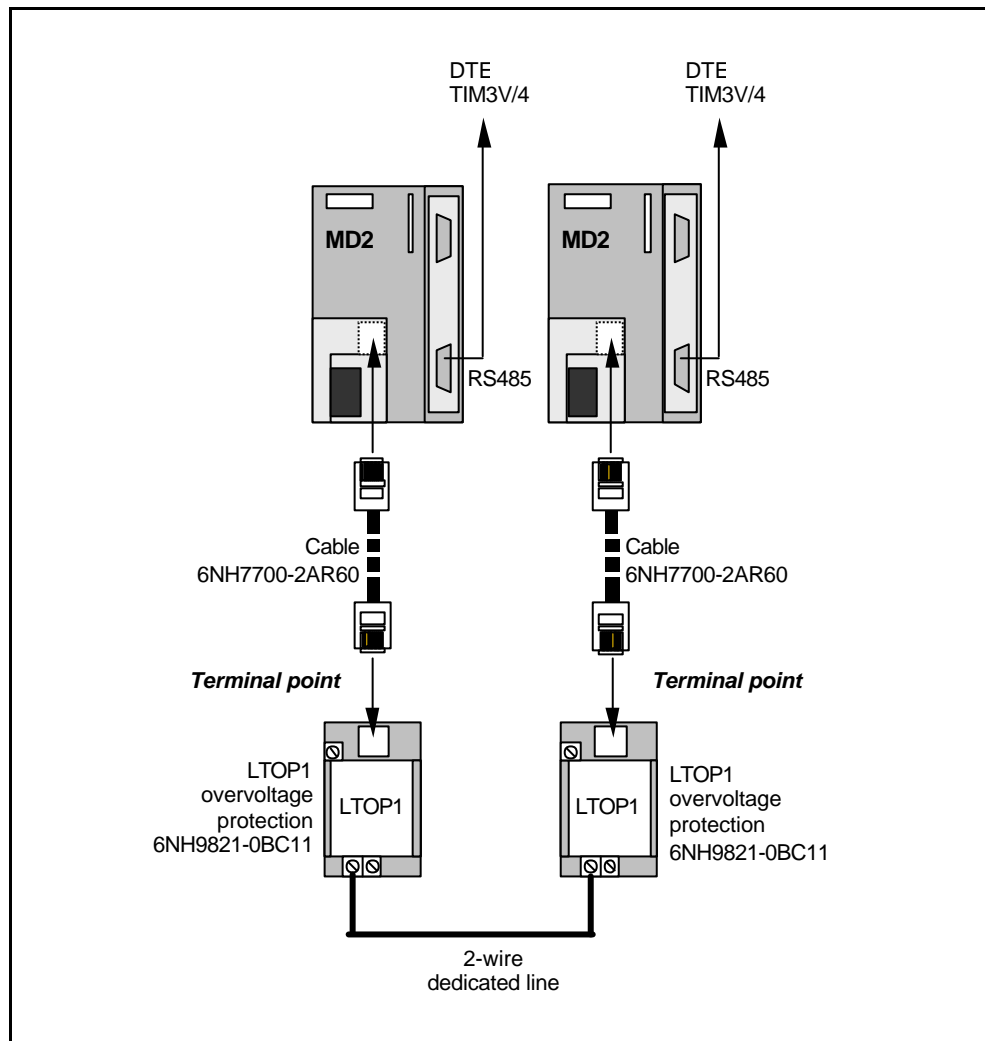 DTE
TIM3V/4
DTE
TIM3V/4
MD2
MD2
RS485
RS485
Cable
6NH7700-2AR60
Cable
6NH7700-2AR60
Terminal point
Terminal point
LTOP1
overvoltage
protection
6NH9821-0BC11
LTOP1
LTOP1
LTOP1
overvoltage
protection
6NH9821-0BC11
2-wire
dedicated line